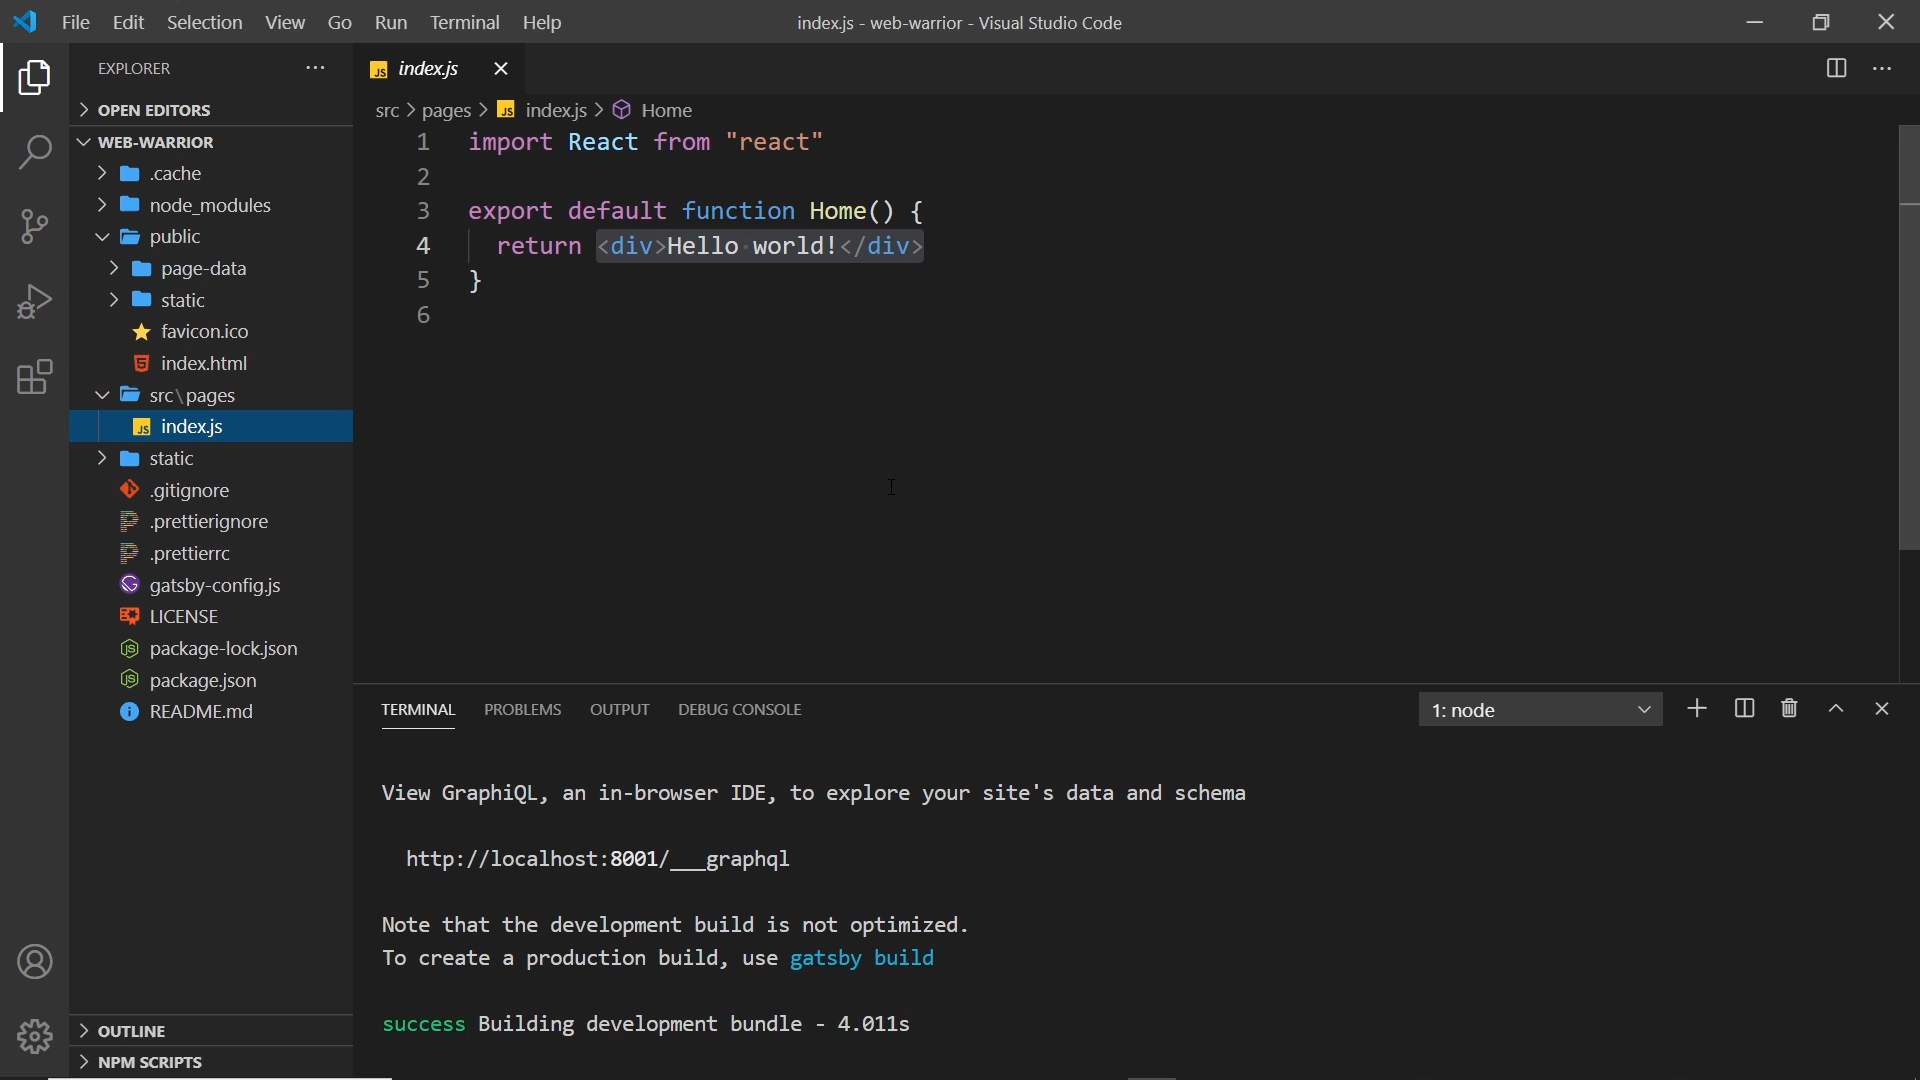 File Edit Selection View Go Run Terminal Help
index.js - web-warrior - Visual Studio Code
EXPLORER
OPEN EDITORS
WEB-WARRIOR
.cache
node_modules
public
page-data
static
favicon.ico
index.html
src\pages
index.js
static
.gitignore
.prettierignore
.prettierrc
gatsby-config.js
LICENSE
package-lock.json
package.json
README.md
OUTLINE
NPM SCRIPTS
JS index.js
src > pages > JS index.js > Home
1 import React from "react"
2
3 export default function Home() {
4 return <div>Hello world!</div>
5 }
6
TERMINAL PROBLEMS OUTPUT DEBUG CONSOLE
1: node
View GraphiQL, an in-browser IDE, to explore your site's data and schema
http://localhost:8001/___graphql
Note that the development build is not optimized.
To create a production build, use gatsby build
success Building development bundle - 4.011s